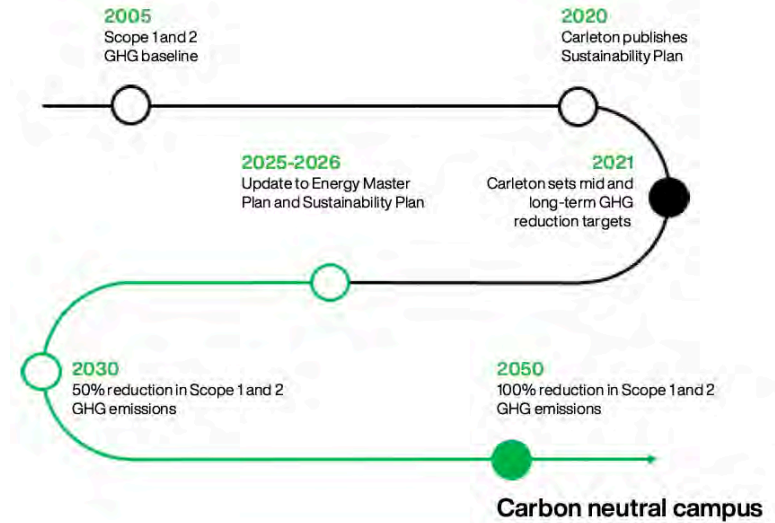 2005
Scope 1 and 2
GHG baseline
2020
Carleton publishes
Sustainability Plan
2021
Carleton sets mid and
long-term GHG
reduction targets
2025-2026
Update to Energy Master
Plan and Sustainability Plan
2030
50% reduction in Scope 1 and 2
GHG emissions
2050
100% reduction in Scope 1 and 2
GHG emissions
Carbon neutral campus